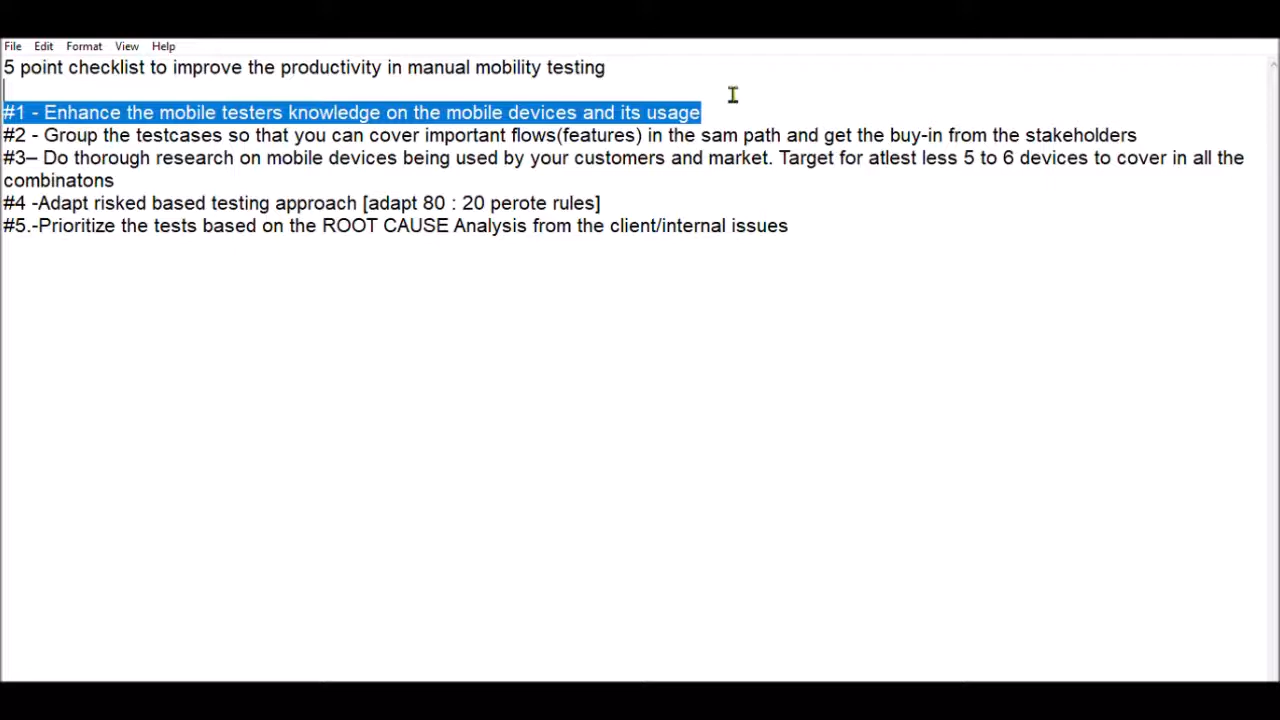 File Edit Format View Help
5 point checklist to improve the productivity in manual mobility testing
#1 - Enhance the mobile testers knowledge on the mobile devices and its usage
#2 - Group the testcases so that you can cover important flows(features) in the sam path and get the buy-in from the stakeholders
#3– Do thorough research on mobile devices being used by your customers and market. Target for atlest less 5 to 6 devices to cover in all the
combinatons
#4 -Adapt risked based testing approach [adapt 80 : 20 perote rules]
#5.-Prioritize the tests based on the ROOT CAUSE Analysis from the client/internal issues